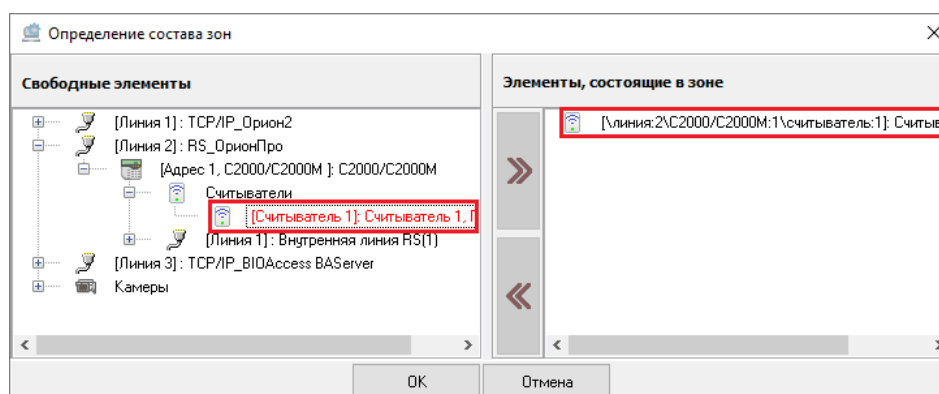 Определение состава зон
Свободные элементы
[Линия 1] : TCP/IP_Орион2
[Линия 2] : RS_ОрионПро
[Адрес 1, С2000/С2000М ]: С2000/С2000М
Считыватели
[Считыватель 1]: Считыватель 1,
[Линия 1] : Внутренняя линия RS(1)
[Линия 3] : TCP/IP_BIOAccess BAServer
Камеры
Элементы, состоящие в зоне
[\линия:2\С2000/С2000М:1\считыватель:1]: Считыв
OK
Отмена